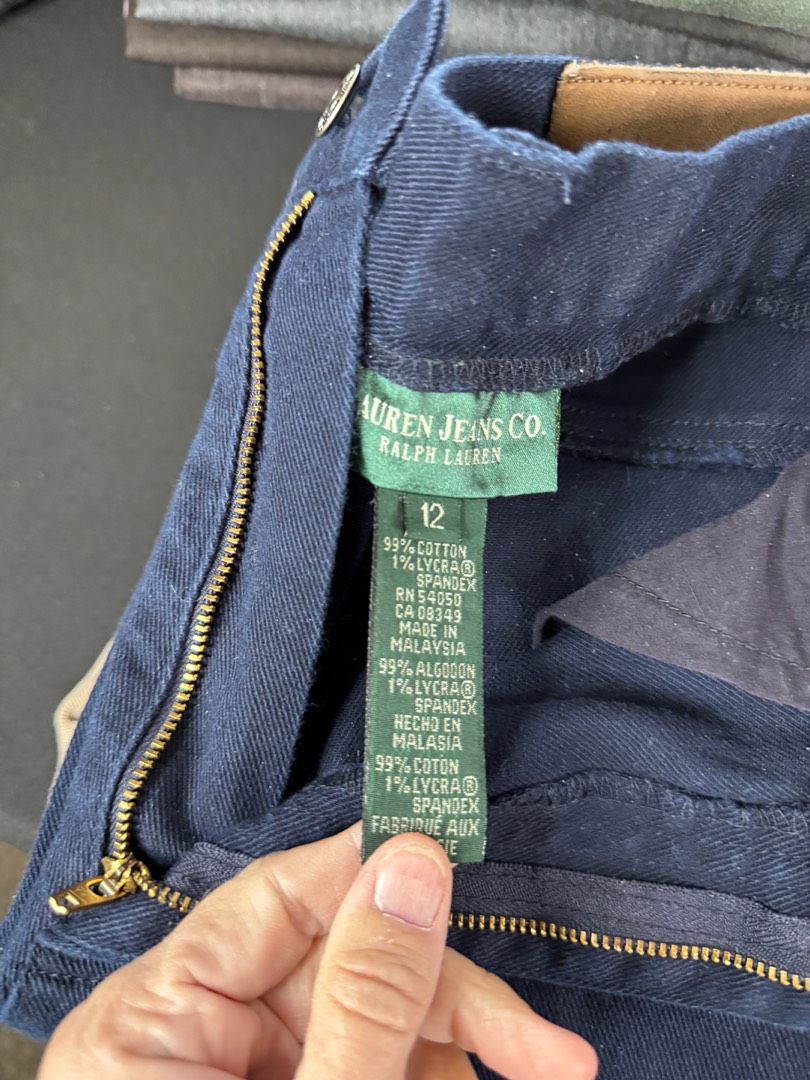 AUREN JEANS CO.
RALPH LAUREN
12
99% COTTON
1% LYCRA®
SPANDEX
RN 54050
CA 08349
MADE IN
MALAYSIA
99% ALGODON
1% LYCRA®
SPANDEX
HECHO EN
MALASIA
99% COTON
1% LYCRA®
SPANDEX
FABRIQUÉ AUX